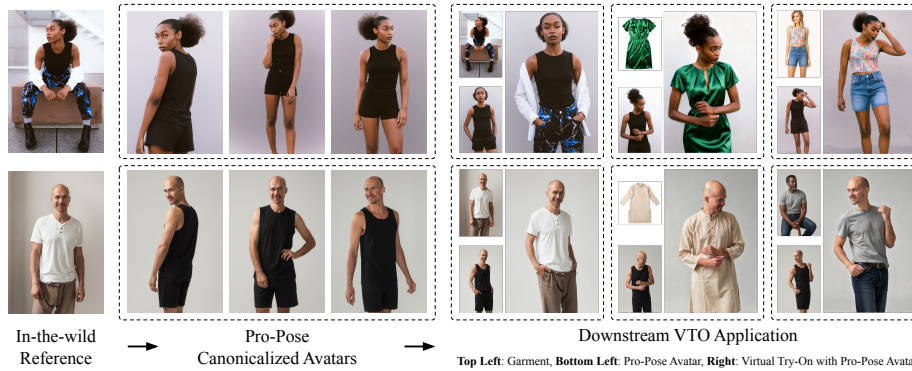 In-the-wild
Reference
Pro-Pose
Canonicalized Avatars
Downstream VTO Application
Top Left: Garment, Bottom Left: Pro-Pose Avatar, Right: Virtual Try-On with Pro-Pose Avata